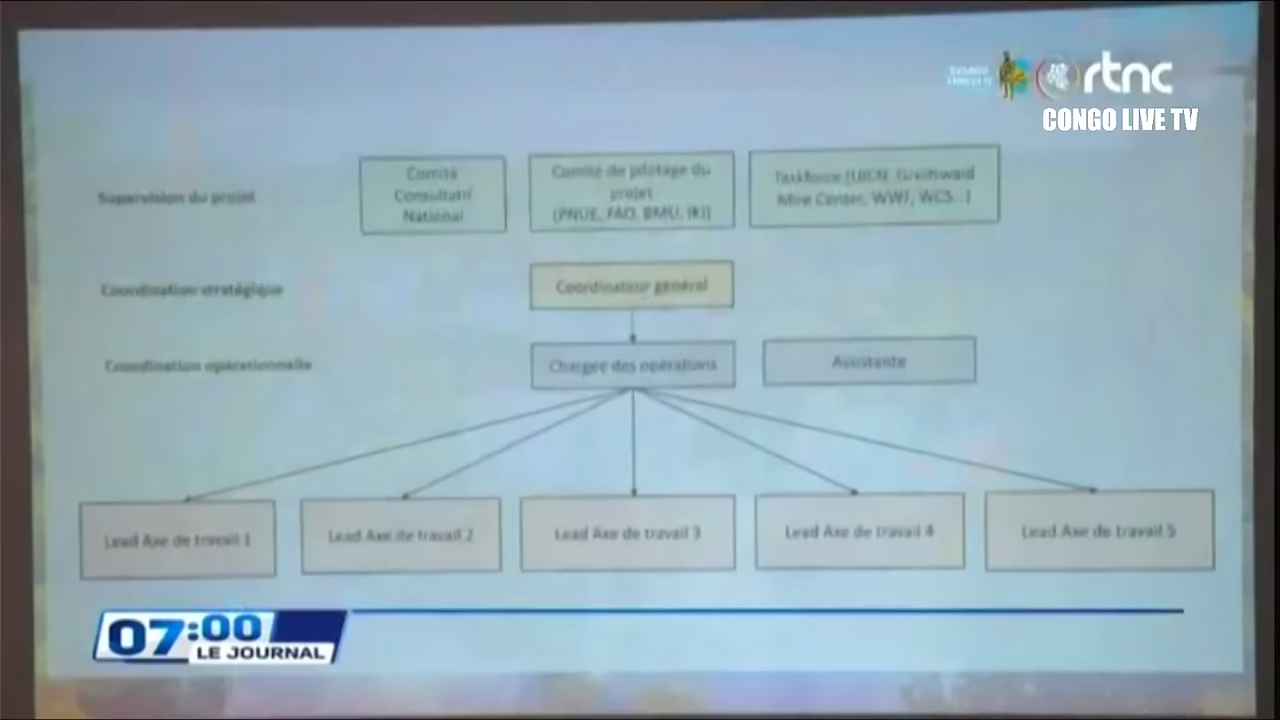 rtnc
CONGO LIVE TV
Supervision du projet
Comité
Consultatif
National
Comité de pilotage du
projet
(PNUE, FAO, BMU, IKI)
Taskforce (UICN, Greifswald
Mire Center, WWF, WCS...)
Coordination stratégique
Coordinateur général
Coordination opérationnelle
Chargée des opérations
Assistante
Lead Axe de travail 1
Lead Axe de travail 2
Lead Axe de travail 3
Lead Axe de travail 4
Lead Axe de travail 5
07:00
LE JOURNAL